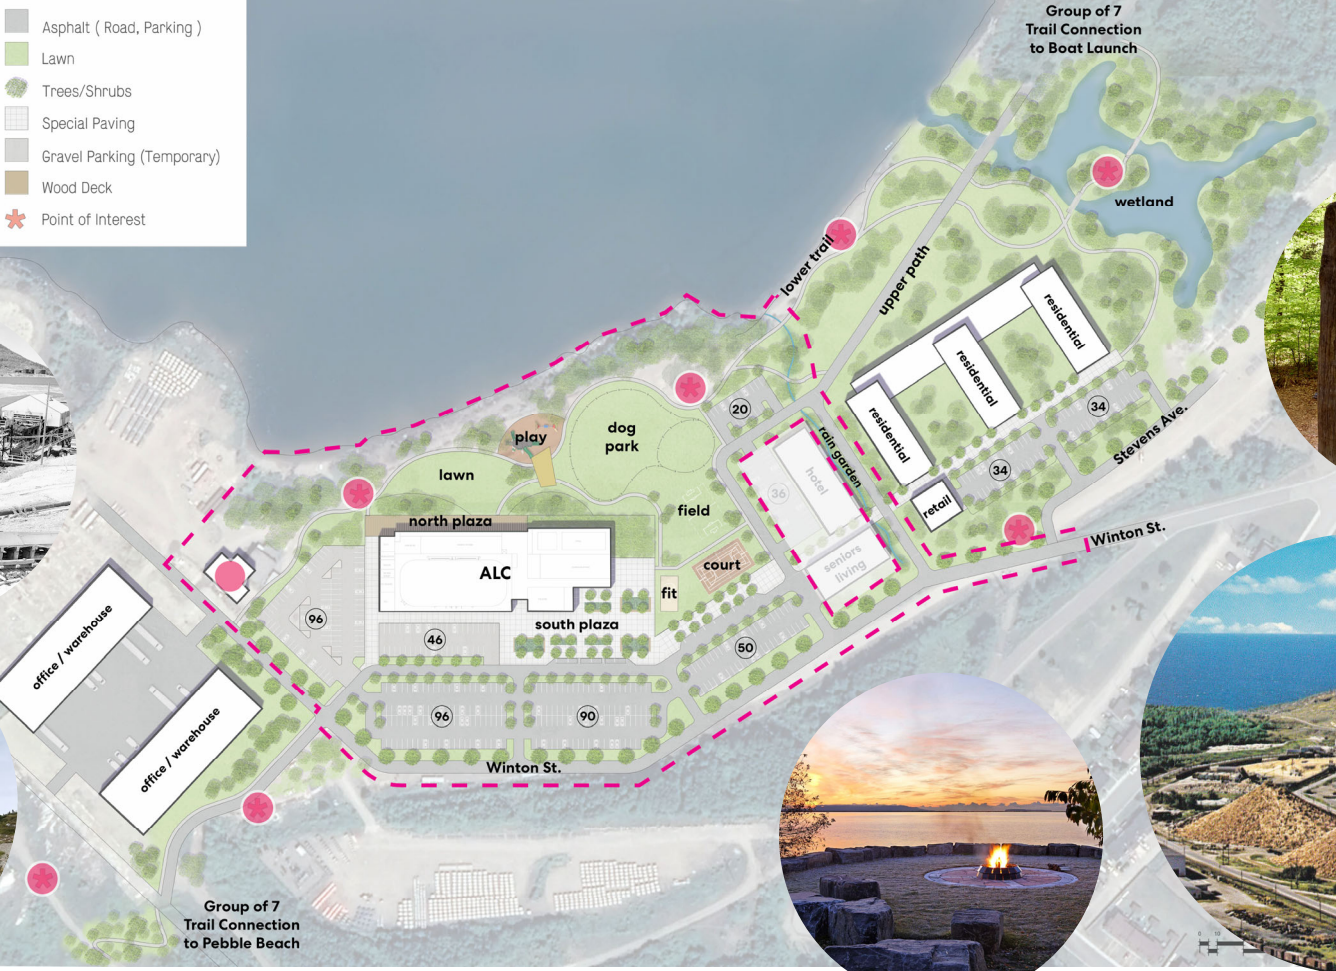 Asphalt ( Road, Parking )
Lawn
Trees/Shrubs
Special Paving
Gravel Parking (Temporary)
Wood Deck
Point of Interest
Group of 7
Trail Connection
to Boat Launch
wetland
lower trail
upper path
residential
residential
residential
34
34
Stevens Ave.
retail
Winton St.
rain garden
20
36
hotel
seniors
living
dog
park
play
lawn
field
north plaza
ALC
court
fit
south plaza
96
46
50
96
90
Winton St.
office / warehouse
office / warehouse
Group of 7
Trail Connection
to Pebble Beach